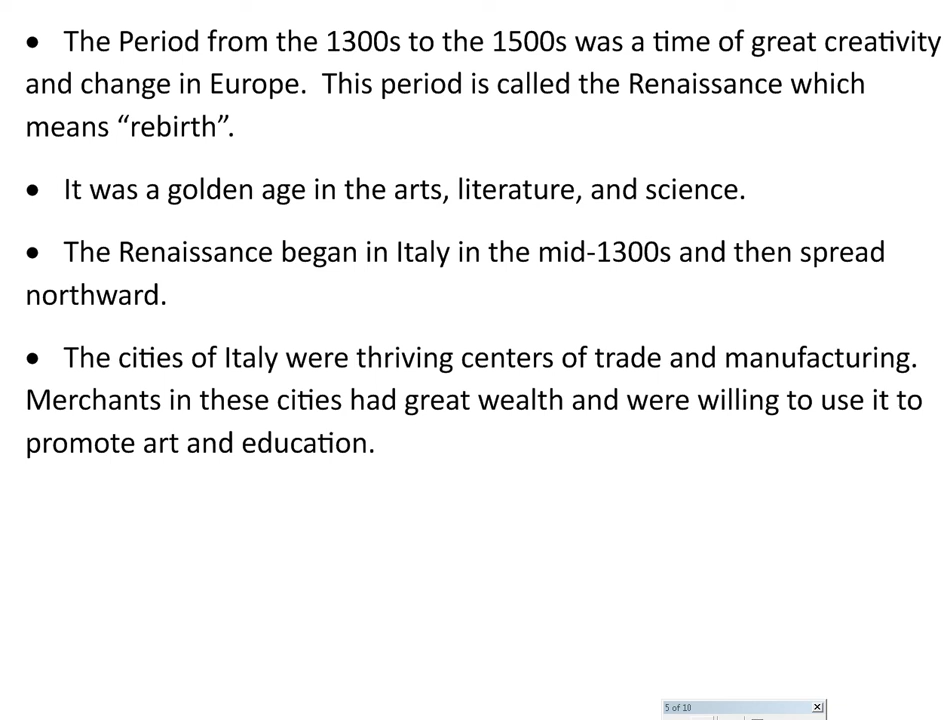 • The Period from the 1300s to the 1500s was a time of great creativity
and change in Europe.  This period is called the Renaissance which
means “rebirth”.
• It was a golden age in the arts, literature, and science.
• The Renaissance began in Italy in the mid-1300s and then spread
northward.
• The cities of Italy were thriving centers of trade and manufacturing.
Merchants in these cities had great wealth and were willing to use it to
promote art and education.
5 of 10